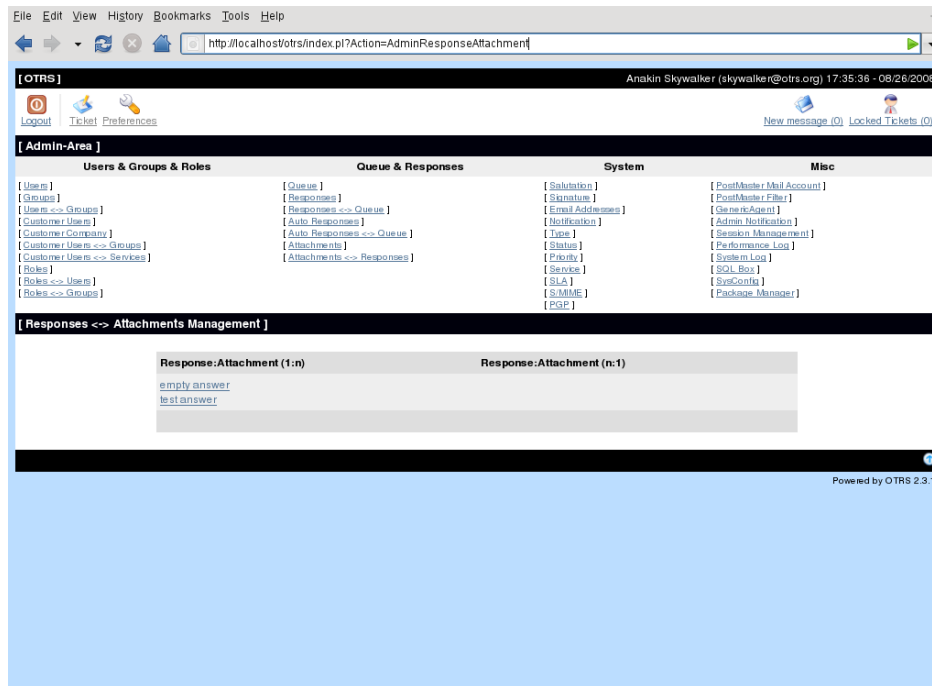 File Edit View History Bookmarks Tools Help
http://localhost/otrs/index.pl?Action=AdminResponseAttachment
[ OTRS ] Anakin Skywalker (skywalker@otrs.org) 17:35:36 - 08/26/2008
Logout Ticket Preferences New message (0) Locked Tickets (0)
[ Admin-Area ]
Users & Groups & Roles Queue & Responses System Misc
[ Users ] [ Queue ] [ Salutation ] [ PostMaster Mail Account ]
[ Groups ] [ Responses ] [ Signature ] [ PostMaster Filter ]
[ Users <-> Groups ] [ Responses <-> Queue ] [ Email Addresses ] [ GenericAgent ]
[ Customer Users ] [ Auto Responses ] [ Notification ] [ Admin Notification ]
[ Customer Company ] [ Auto Responses <-> Queue ] [ Type ] [ Session Management ]
[ Customer Users <-> Groups ] [ Attachments ] [ Status ] [ Performance Log ]
[ Customer Users <-> Services ] [ Attachments <-> Responses ] [ Priority ] [ System Log ]
[ Roles ] [ Service ] [ SQL Box ]
[ Roles <-> Users ] [ SLA ] [ SysConfig ]
[ Roles <-> Groups ] [ S/MIME ] [ Package Manager ]
[ PGP ]
[ Responses <-> Attachments Management ]
Response:Attachment (1:n) Response:Attachment (n:1)
empty answer
test answer
Powered by OTRS 2.3.